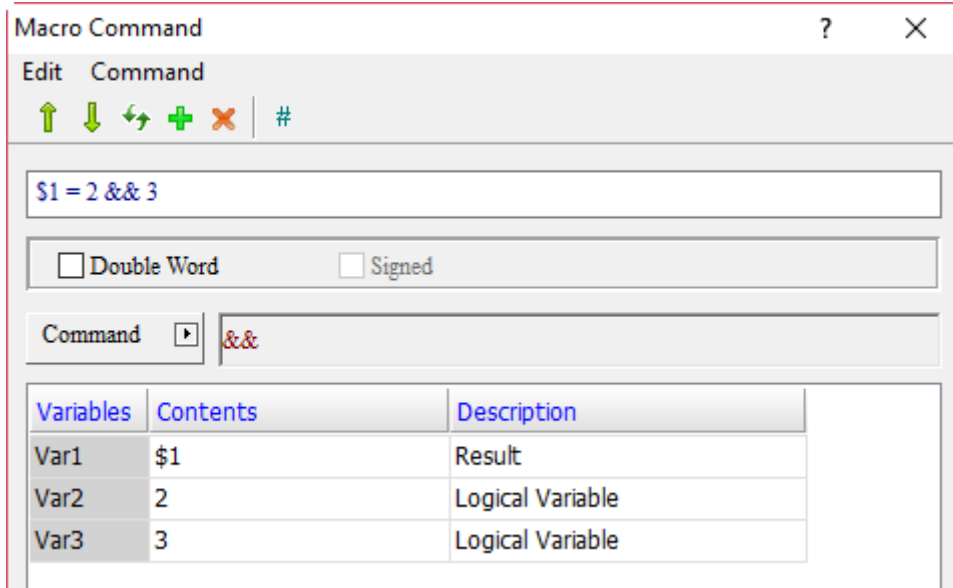 Macro Command ?
Edit Command
#
$1 = 2 && 3
Double Word Signed
Command &&
Variables Contents Description
Var1 $1 Result
Var2 2 Logical Variable
Var3 3 Logical Variable